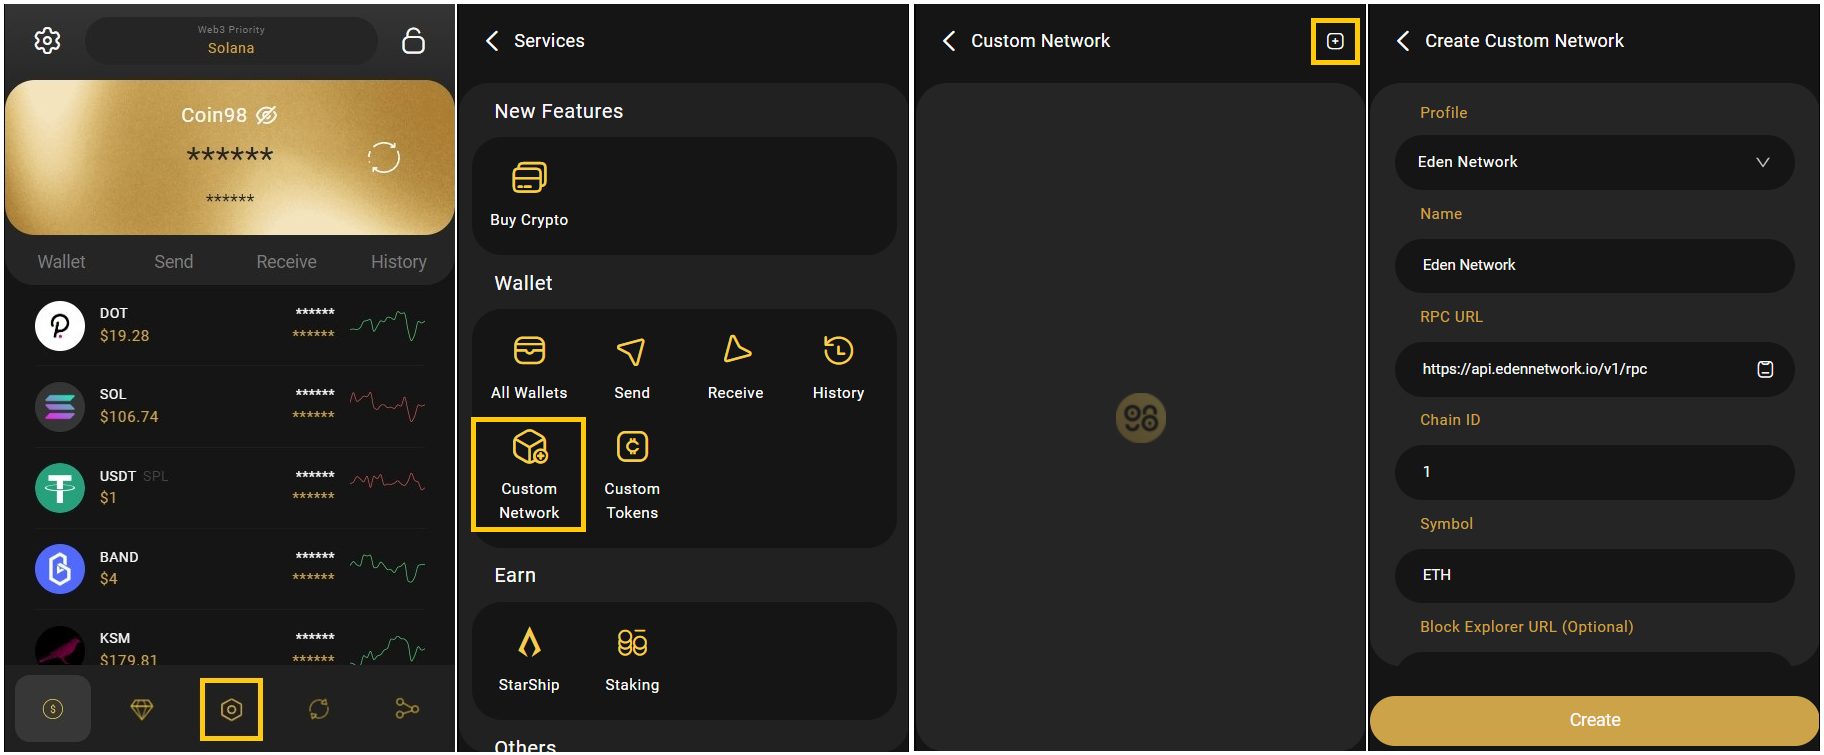 Web3 Priority
Solana
Coin98
******
******
Wallet Send Receive History
DOT ******
$19.28 ******
SOL ******
$106.74 ******
USDT SPL ******
$1 ******
BAND ******
$4 ******
KSM ******
$179.81 ******
Services
New Features
Buy Crypto
Wallet
All Wallets Send Receive History
Custom
Network
Custom
Tokens
Earn
StarShip Staking
Others
Custom Network
98
Create Custom Network
Profile
Eden Network
Name
Eden Network
RPC URL
https://api.edennetwork.io/v1/rpc
Chain ID
1
Symbol
ETH
Block Explorer URL (Optional)
Create